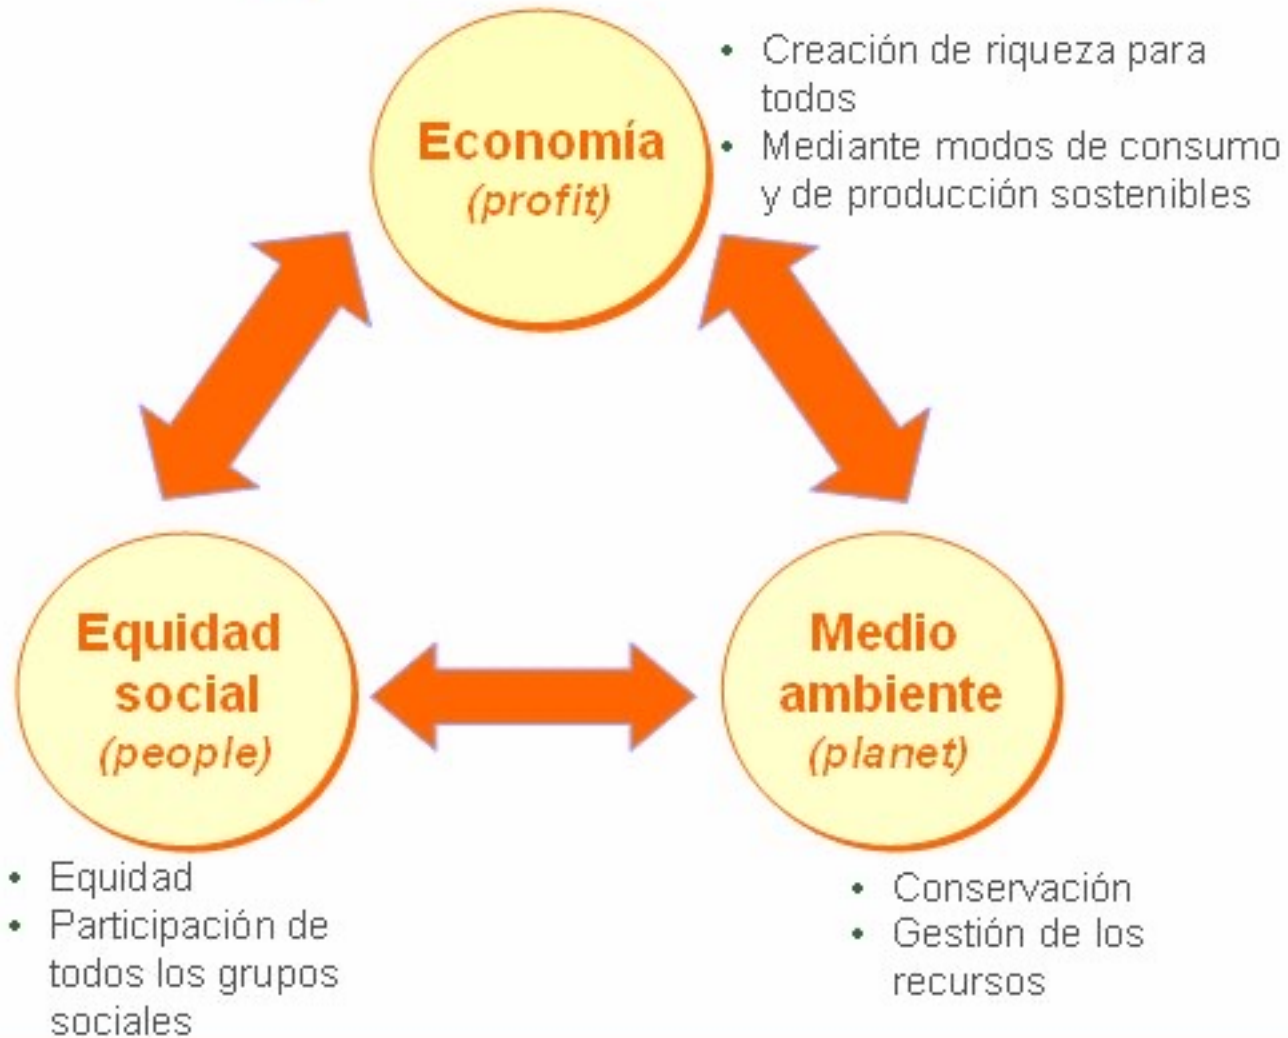 Economía
(profit)
• Creación de riqueza para
todos
• Mediante modos de consumo
y de producción sostenibles
Equidad
social
(people)
• Equidad
• Participación de
todos los grupos
sociales
Medio
ambiente
(planet)
• Conservación
• Gestión de los
recursos